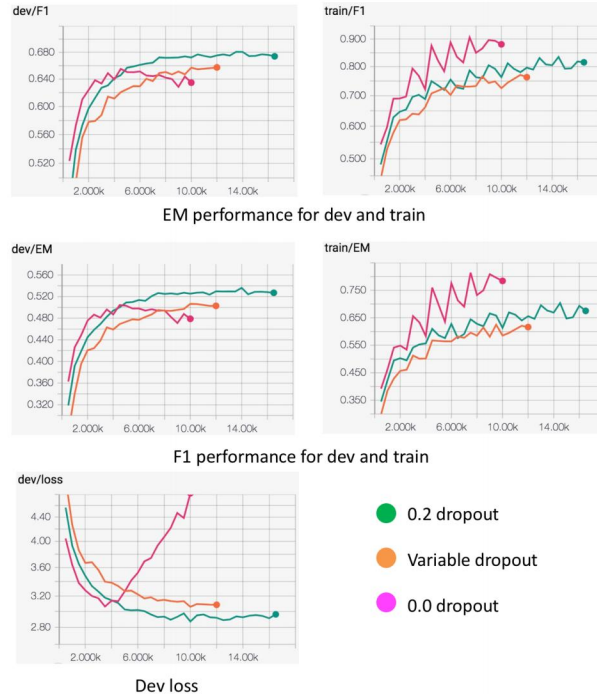 dev/F1
0.680
0.640
0.600
0.560
0.520
2.000k 6.000k 10.00k 14.00k
train/F1
0.900
0.800
0.700
0.600
0.500
2.000k 6.000k 10.00k 14.00k
EM performance for dev and train
dev/EM
0.560
0.520
0.480
0.440
0.400
0.360
0.320
2.000k 6.000k 10.00k 14.00k
train/EM
0.750
0.650
0.550
0.450
0.350
2.000k 6.000k 10.00k 14.00k
F1 performance for dev and train
dev/loss
4.40
4.00
3.60
3.20
2.80
2.000k 6.000k 10.00k 14.00k
Dev loss
0.2 dropout
Variable dropout
0.0 dropout